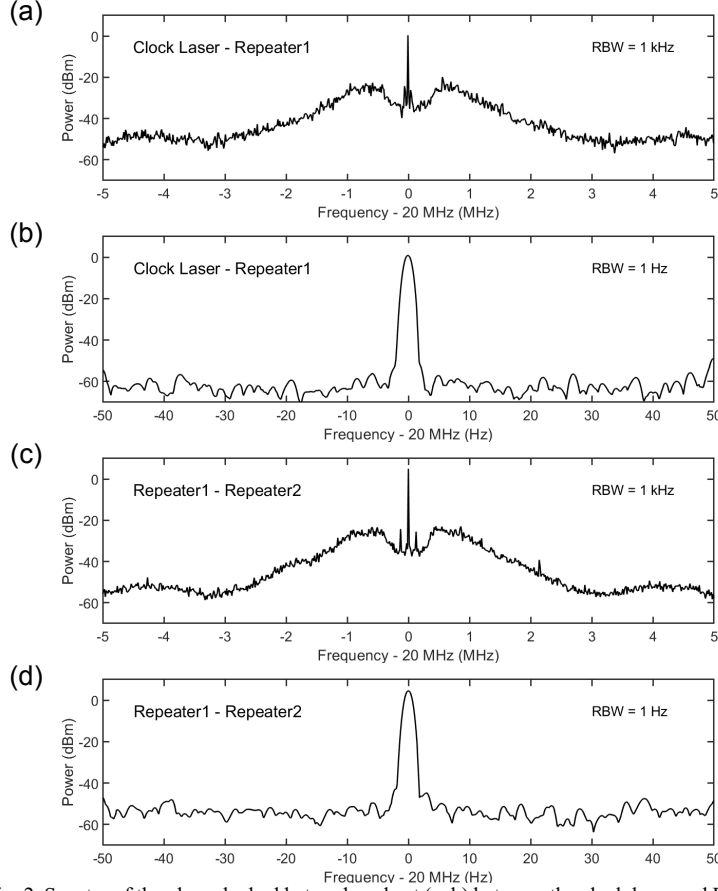 (a)
Clock Laser - Repeater1
RBW = 1 kHz
Power (dBm)
0
-20
-40
-60
-5 -4 -3 -2 -1 0 1 2 3 4 5
Frequency - 20 MHz (MHz)
(b)
Clock Laser - Repeater1
RBW = 1 Hz
Power (dBm)
0
-20
-40
-60
-50 -40 -30 -20 -10 0 10 20 30 40 50
Frequency - 20 MHz (Hz)
(c)
Repeater1 - Repeater2
RBW = 1 kHz
Power (dBm)
0
-20
-40
-60
-5 -4 -3 -2 -1 0 1 2 3 4 5
Frequency - 20 MHz (MHz)
(d)
Repeater1 - Repeater2
RBW = 1 Hz
Power (dBm)
0
-20
-40
-60
-50 -40 -30 -20 -10 0 10 20 30 40 50
Frequency - 20 MHz (Hz)